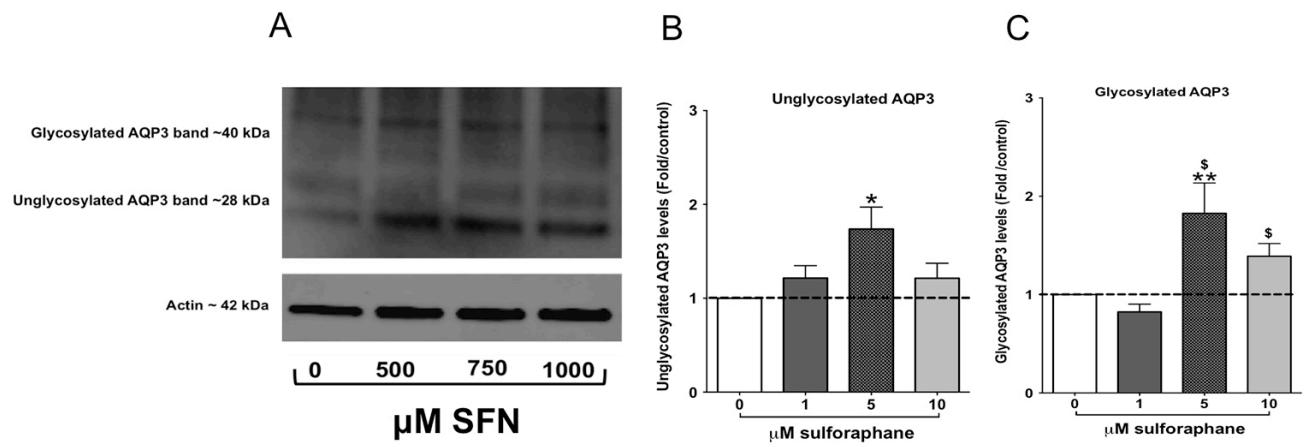 A
Glycosylated AQP3 band ~40 kDa
Unglycosylated AQP3 band ~28 kDa
Actin ~ 42 kDa
0 500 750 1000
µM SFN
B
Unglycosylated AQP3
Unglycosylated AQP3 levels (Fold/control)
3
2
1
0
*
0 1 5 10
µM sulforaphane
C
Glycosylated AQP3
Glycosylated AQP3 levels (Fold /control)
3
2
1
0
$
**
$
0 1 5 10
µM sulforaphane